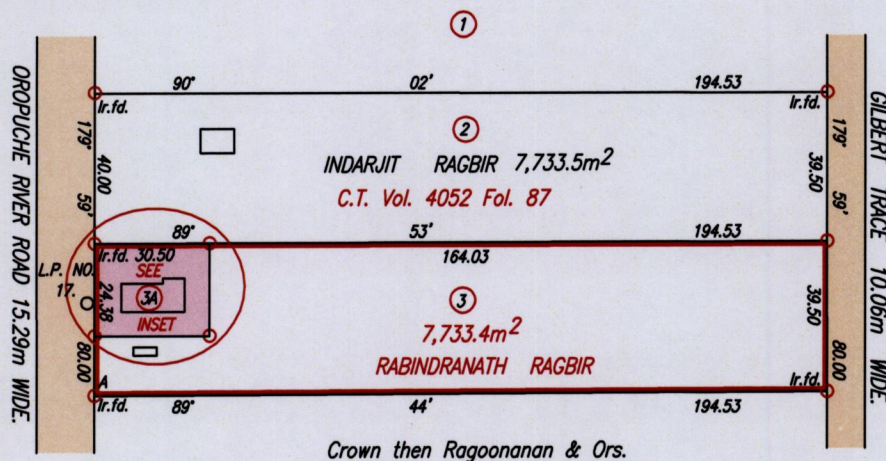 1
90° 02' 194.53
Ir.fd. Ir.fd.
OROPUCHE RIVER ROAD 15.29m WIDE.
179° 40.00 59'
2
INDARJIT RAGBIR 7,733.5m²
C.T. Vol. 4052 Fol. 87
179° 39.50 59'
GILBERT TRACE 10.06m WIDE.
89° 53' 194.53
Ir.fd. 30.50 164.03
L.P. NO. SEE
17. 3A 3
24.38 INSET 7,733.4m²
39.50
RABINDRANATH RAGBIR
80.00 80.00
A Ir.fd.
Ir.fd. 89° 44' 194.53
Crown then Ragoonanan & Ors.